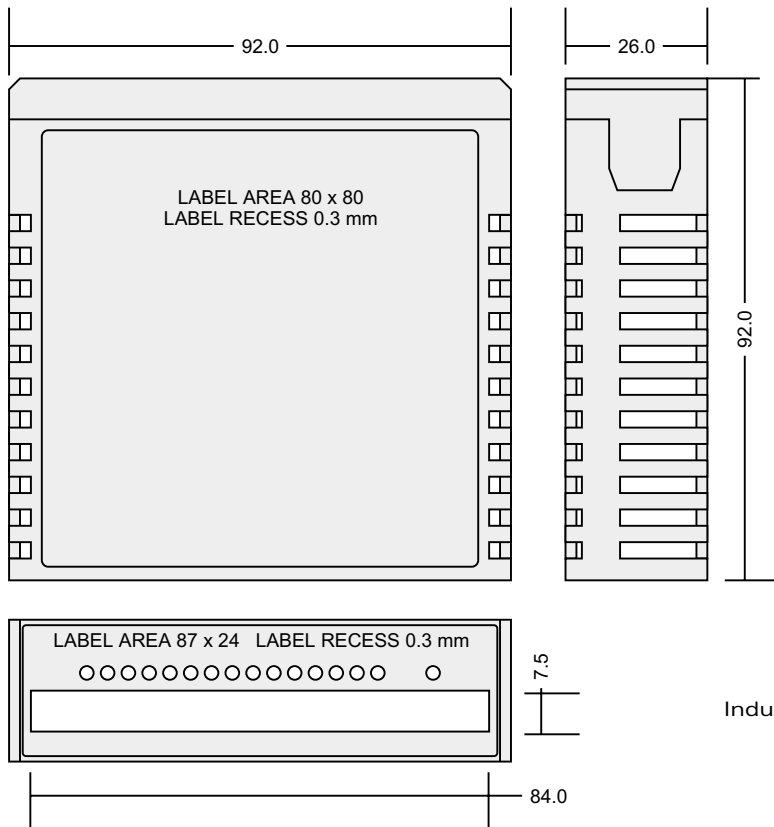 92.0
26.0
LABEL AREA 80 x 80
LABEL RECESS 0.3 mm
92.0
LABEL AREA 87 x 24 LABEL RECESS 0.3 mm
7.5
Indu
84.0